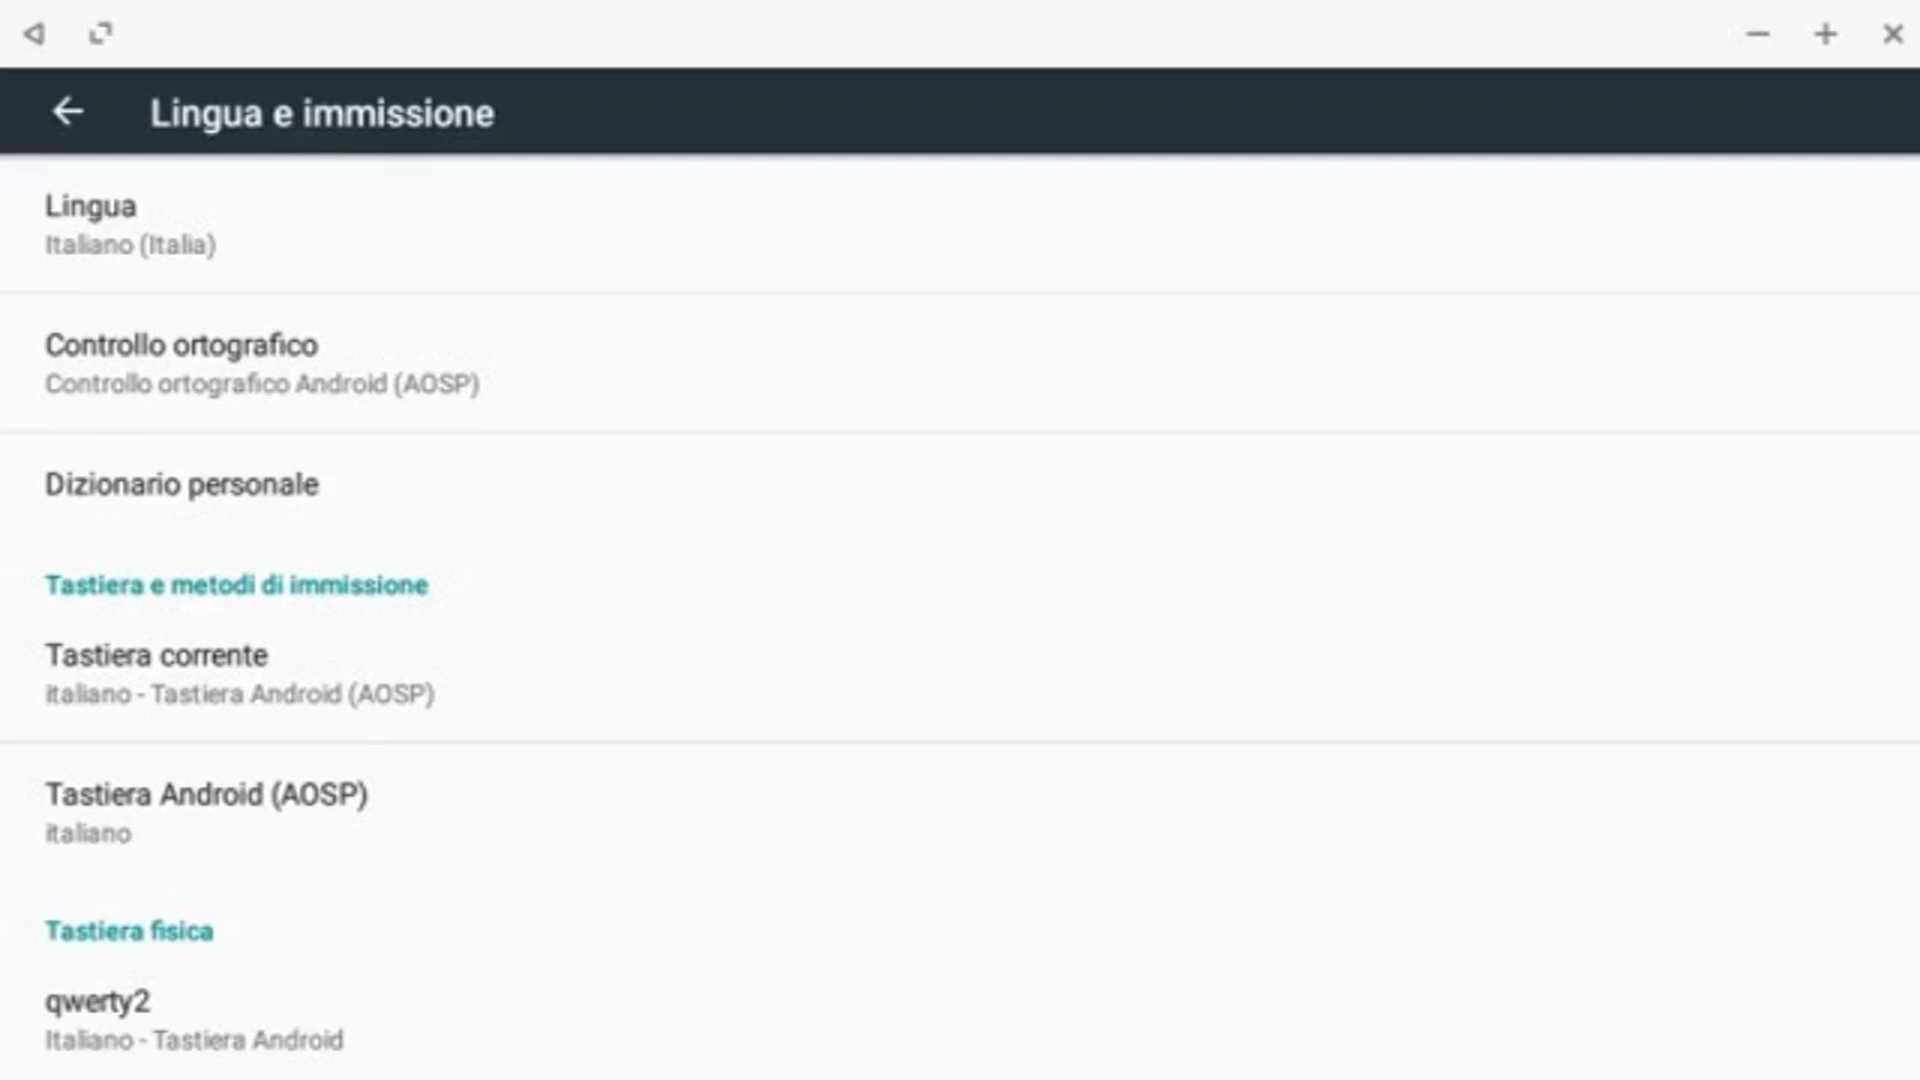 Lingua e immissione
Lingua
Italiano (Italia)
Controllo ortografico
Controllo ortografico Android (AOSP)
Dizionario personale
Tastiera e metodi di immissione
Tastiera corrente
italiano - Tastiera Android (AOSP)
Tastiera Android (AOSP)
italiano
Tastiera fisica
qwerty2
Italiano - Tastiera Android